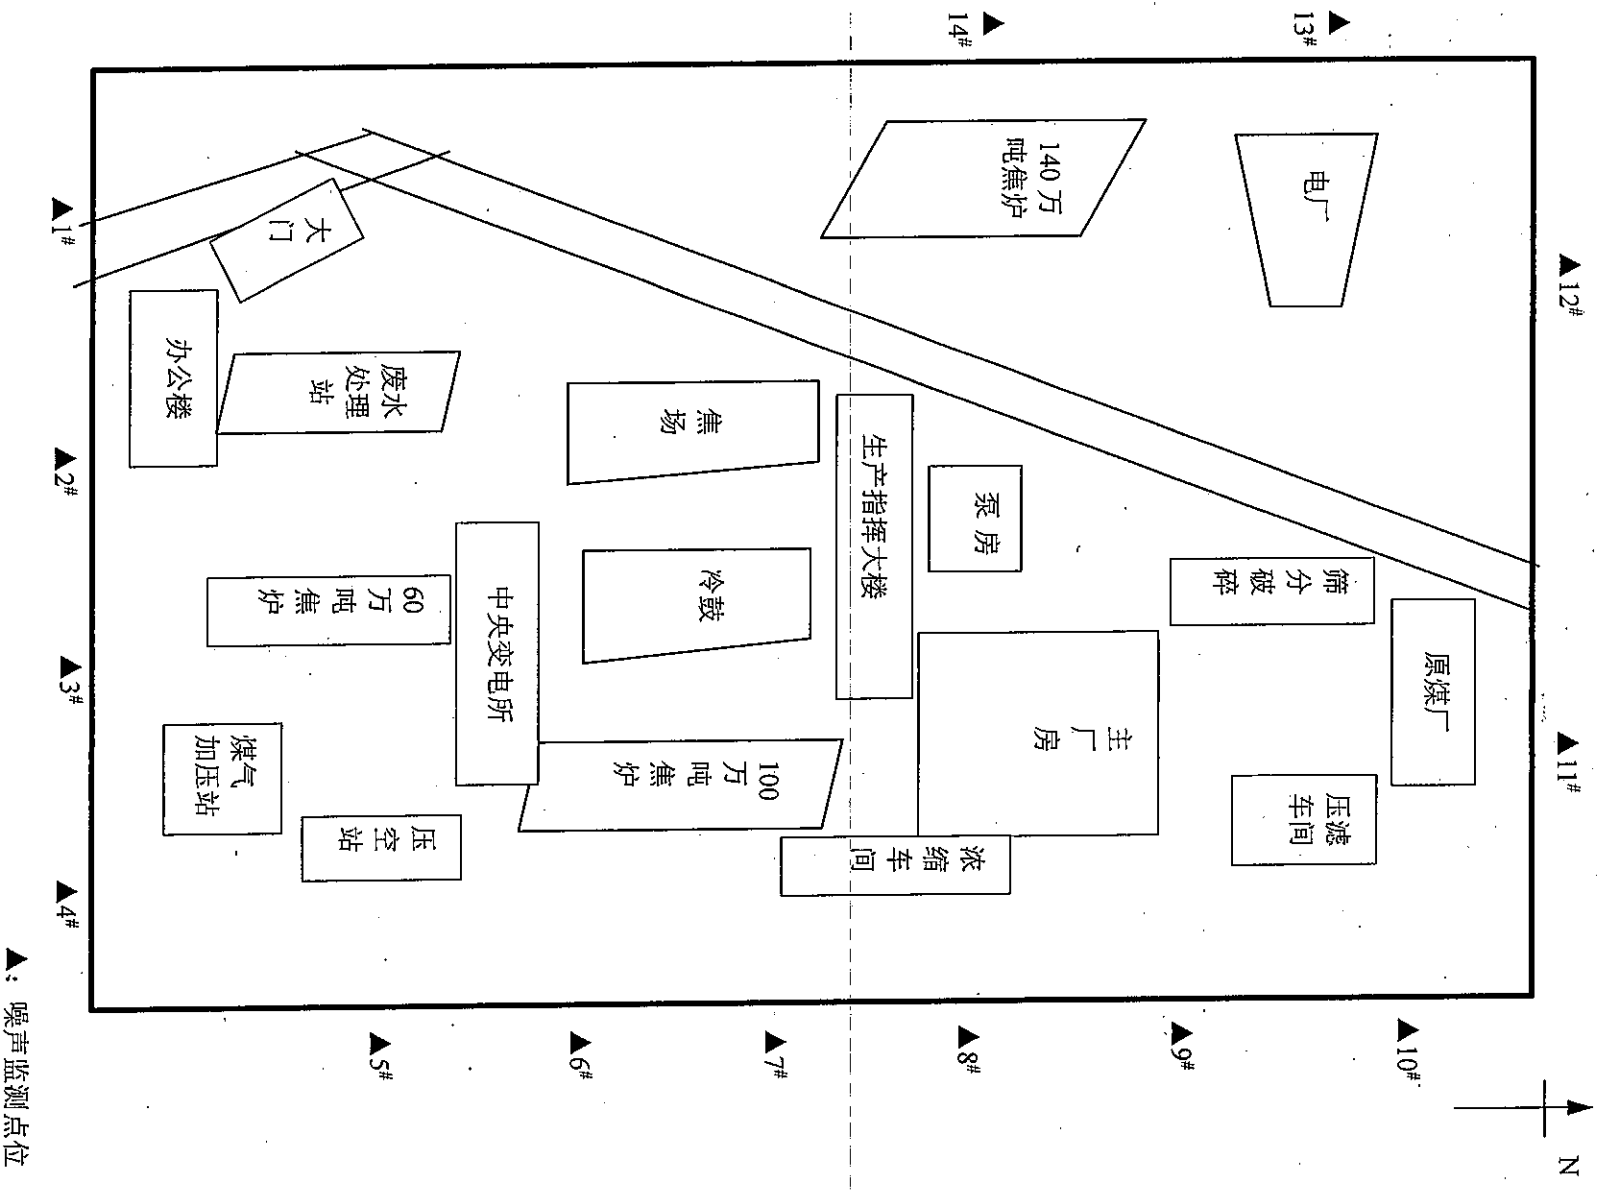 13#
14#
12#
11#
10#
9#
8#
7#
6#
5#
4#
3#
2#
1#
电厂
140万
吨焦炉
大
门
办公楼
废水
处理
站
焦
场
生产指挥大楼
泵房
筛分破碎
原煤厂
冷鼓
60万吨焦炉
中央变电所
主
厂
房
压滤
车间
100万吨焦炉
浓缩车间
煤气
加压站
压空站
N
▲：噪声监测点位